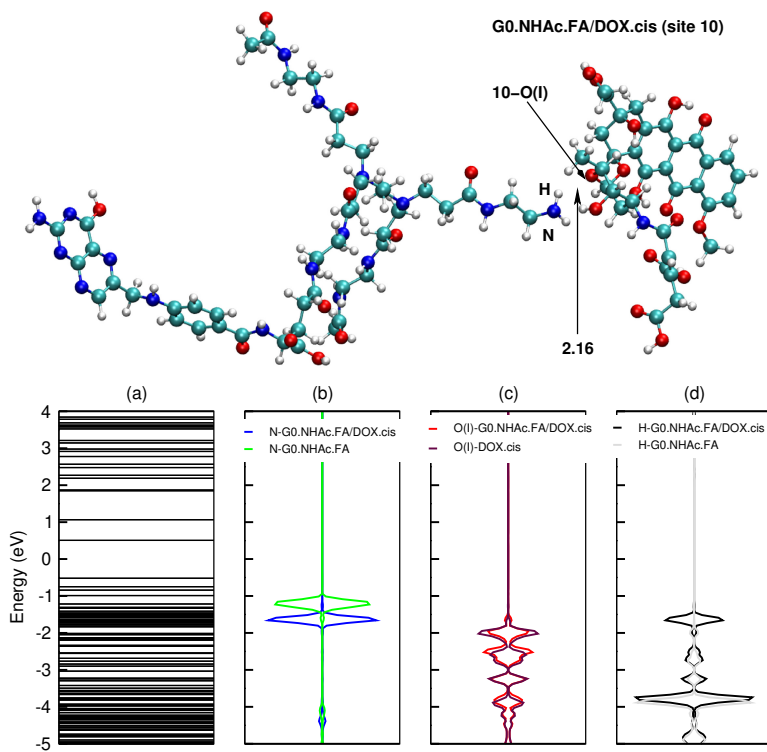 G0.NHAc.FA/DOX.cis (site 10)
10−O(I)
H
N
2.16
(a) (b) (c) (d)
N-G0.NHAc.FA/DOX.cis
N-G0.NHAc.FA
O(I)-G0.NHAc.FA/DOX.cis
O(I)-DOX.cis
H-G0.NHAc.FA/DOX.cis
H-G0.NHAc.FA
Energy (eV)
4
3
2
1
0
-1
-2
-3
-4
-5